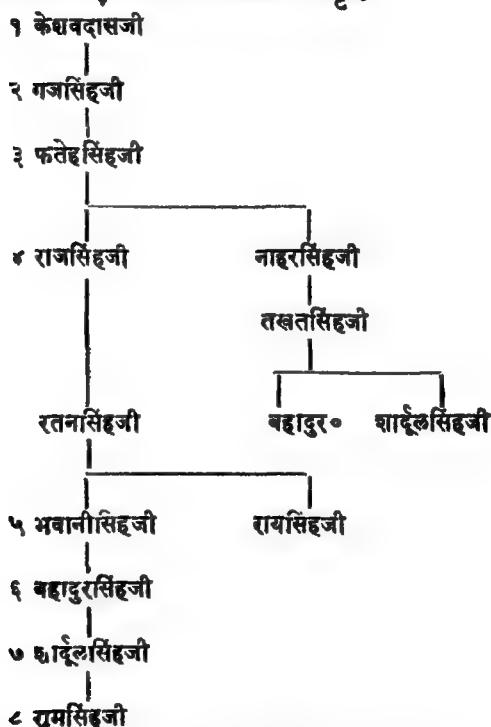 १ केशवदासजी
२ गजसिंहजी
३ फतेहसिंहजी
४ राजसिंहजी नाहरसिंहजी
तखतसिंहजी
रतनसिंहजी बहादुर॰ शार्दूलसिंहजी
५ भवानीसिंहजी रायसिंहजी
६ बहादुरसिंहजी
७ शार्दूलसिंहजी
८ रामसिंहजी